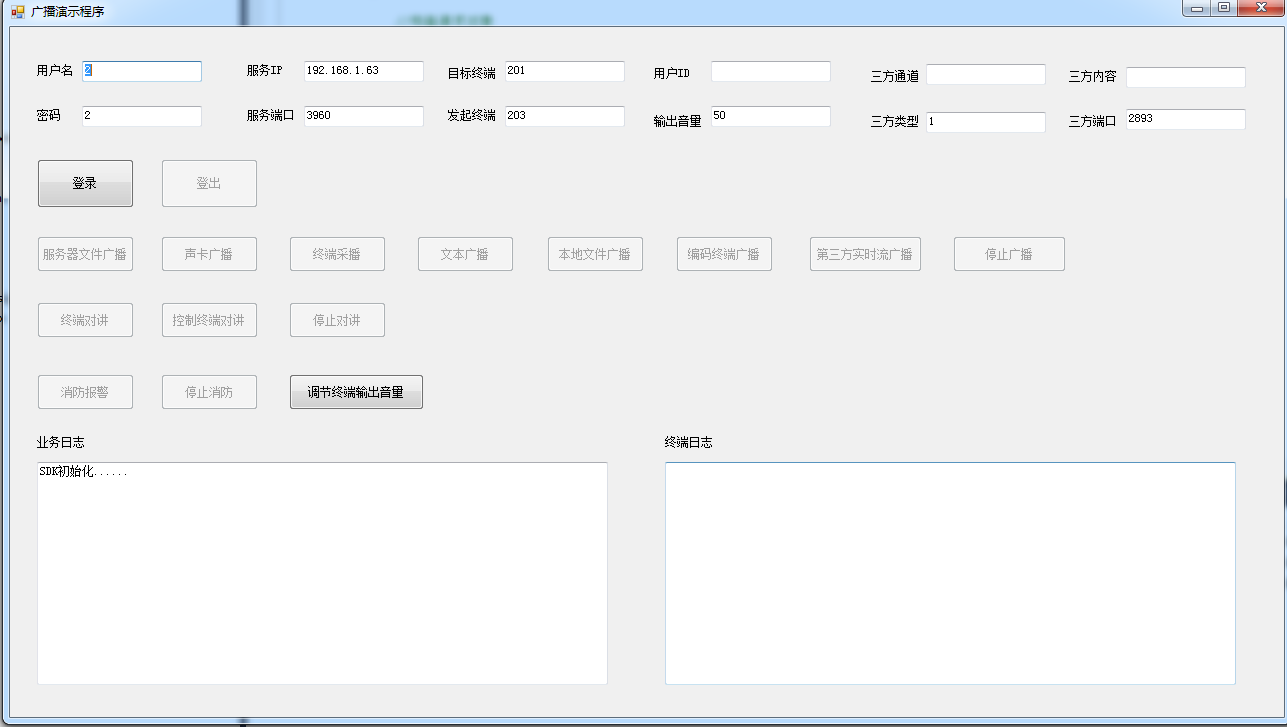 广播演示程序
用户名 2 服务IP 192.168.1.63 目标终端 201 用户ID 三方通道 三方内容
密码 2 服务端口 3960 发起终端 203 输出音量 50 三方类型 1 三方端口 2893
登录 登出
服务器文件广播 声卡广播 终端采播 文本广播 本地文件广播 编码终端广播 第三方实时流广播 停止广播
终端对讲 控制终端对讲 停止对讲
消防报警 停止消防 调节终端输出音量
业务日志 终端日志
SDK初始化......